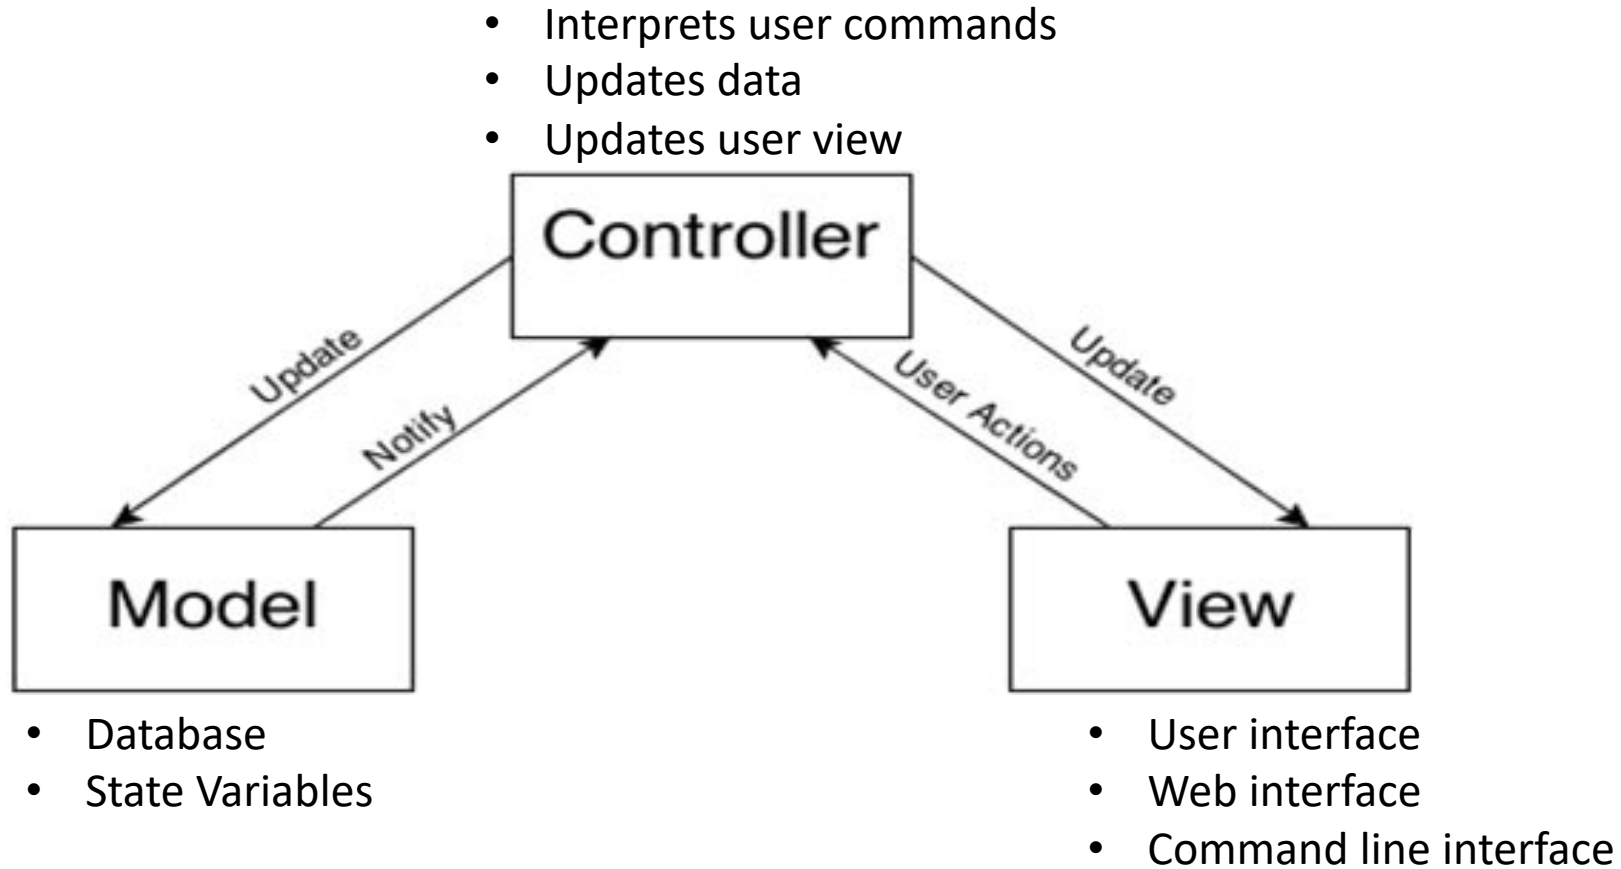 • Interprets user commands
• Updates data
• Updates user view
Controller
Update
Notify
User Actions
Update
Model
View
• Database
• State Variables
• User interface
• Web interface
• Command line interface